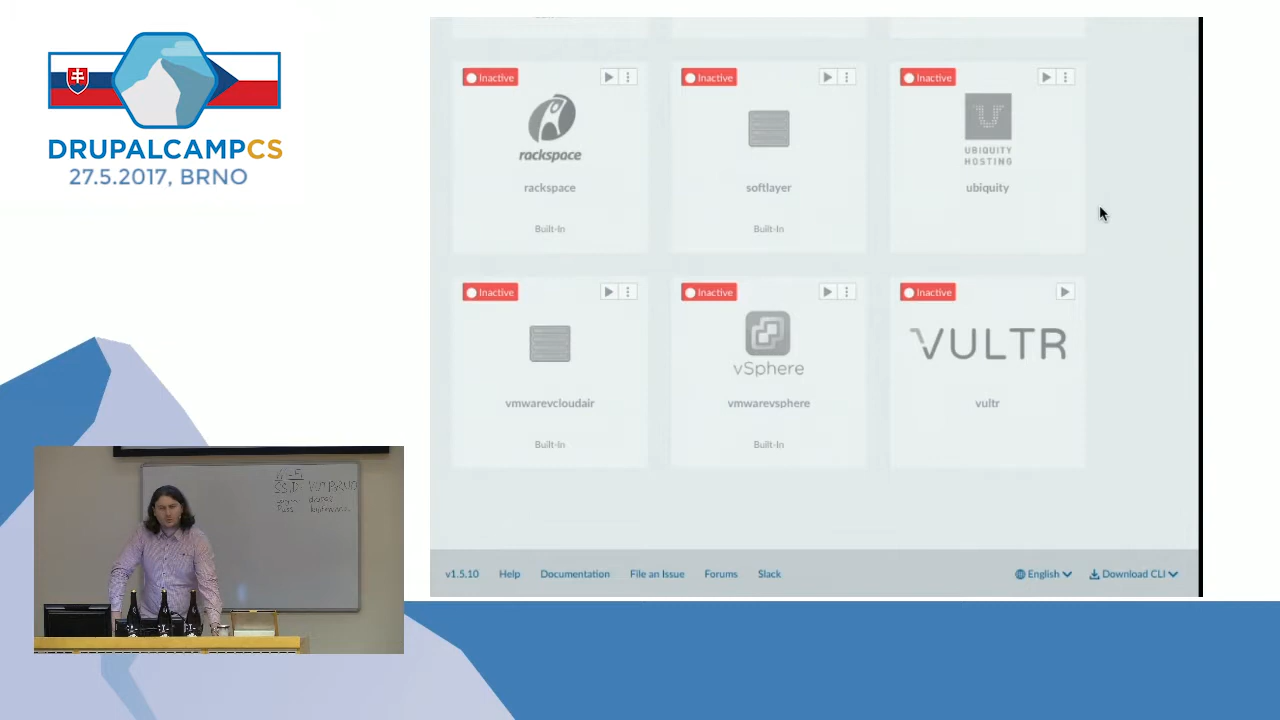 DRUPALCAMPCS
27.5.2017, BRNO
Inactive
Inactive
Inactive
rackspace
UBIQUITY
HOSTING
rackspace
softlayer
ubiquity
Built-In
Built-In
Inactive
Inactive
Inactive
vSphere
VULTR
vmwarevcloudair
vmwarevsphere
vultr
Built-In
Built-In
v1.5.10 Help Documentation File an Issue Forums Slack English Download CLI